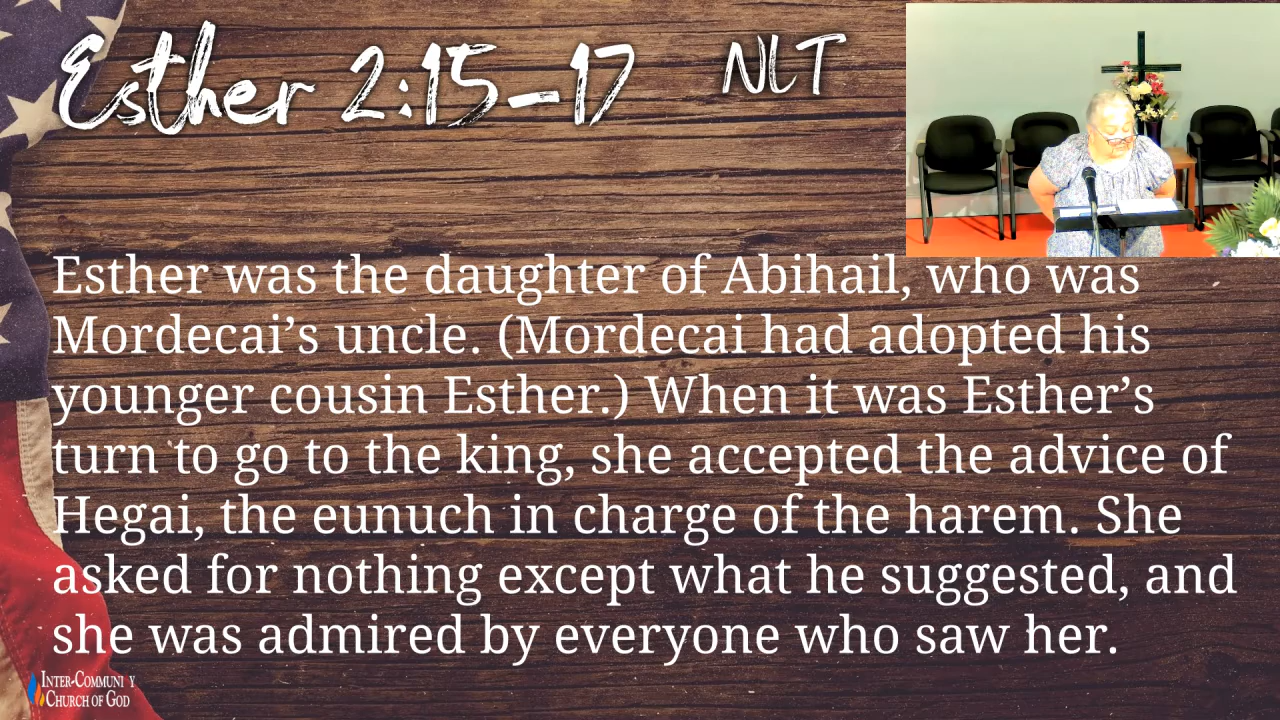 Esther 2:15-17 NLT
Esther was the daughter of Abihail, who was
Mordecai’s uncle. (Mordecai had adopted his
younger cousin Esther.) When it was Esther’s
turn to go to the king, she accepted the advice of
Hegai, the eunuch in charge of the harem. She
asked for nothing except what he suggested, and
she was admired by everyone who saw her.
INTER-COMMUNI Y
CHURCH OF GOD